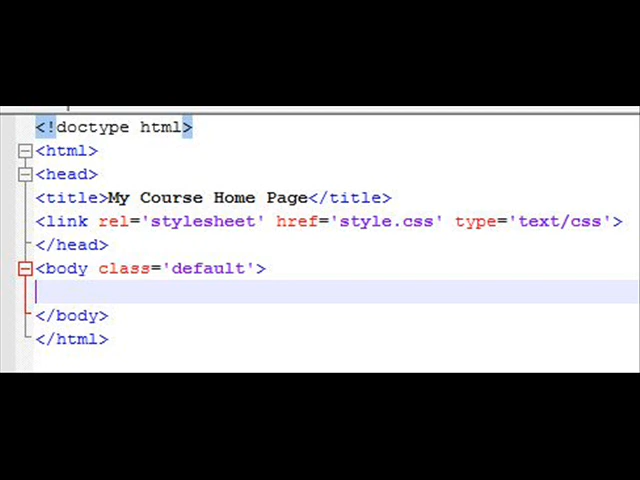 <!doctype html>
<html>
<head>
<title>My Course Home Page</title>
<link rel='stylesheet' href='style.css' type='text/css'>
</head>
<body class='default'>
</body>
</html>